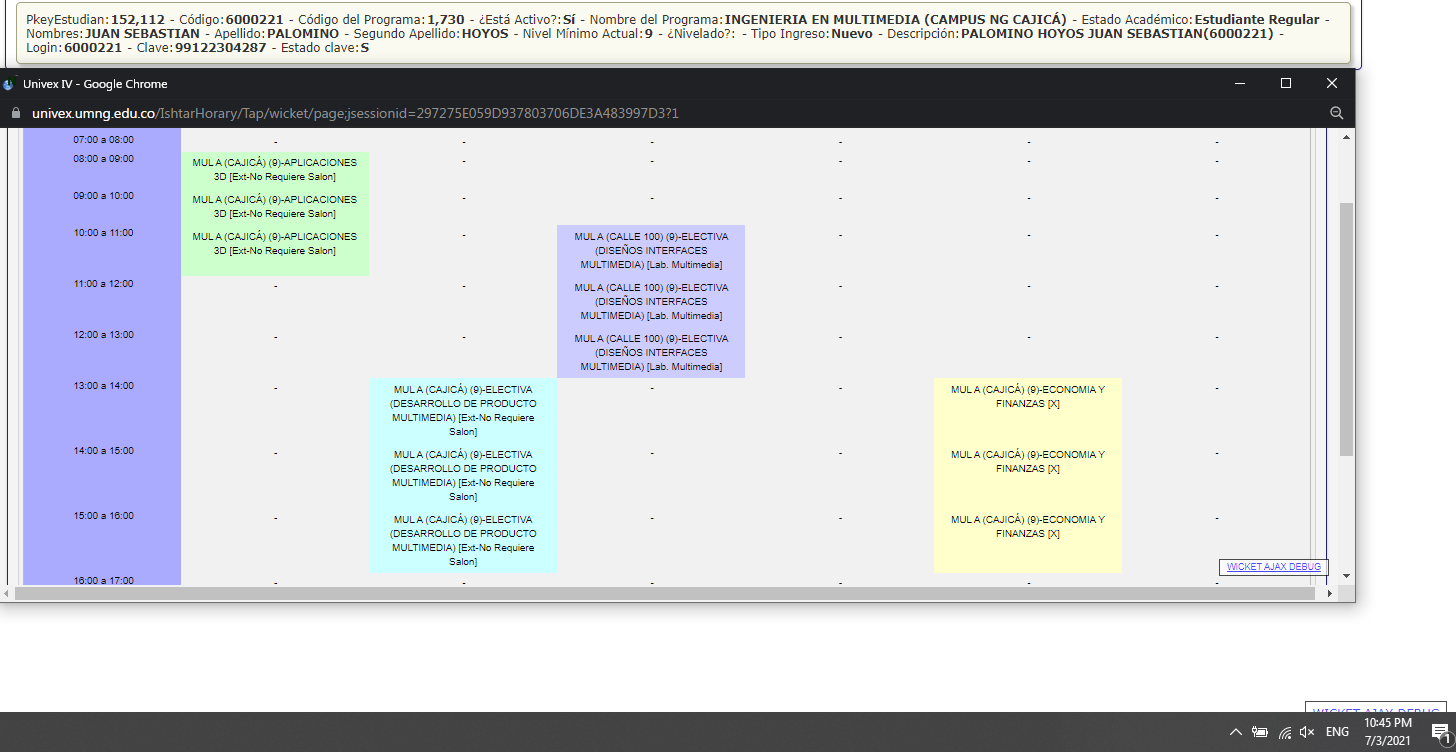 PkeyEstudian:152,112 - Código:6000221 - Código del Programa:1,730 - ¿Está Activo?:Sí - Nombre del Programa:INGENIERIA EN MULTIMEDIA (CAMPUS NG CAJICÁ) - Estado Académico:Estudiante Regular -
Nombres:JUAN SEBASTIAN - Apellido:PALOMINO - Segundo Apellido:HOYOS - Nivel Mínimo Actual:9 - ¿Nivelado?: - Tipo Ingreso:Nuevo - Descripción:PALOMINO HOYOS JUAN SEBASTIAN(6000221) -
Login:6000221 - Clave:99122304287 - Estado clave:S
Univex IV - Google Chrome
univex.umng.edu.co/IshtarHorary/Tap/wicket/page;jsessionid=297275E059D937803706DE3A483997D3?1
07:00 a 08:00 - - - - - -
08:00 a 09:00
MUL A (CAJICÁ) (9)-APLICACIONES
3D [Ext-No Requiere Salon]
- - - - -
09:00 a 10:00
MUL A (CAJICÁ) (9)-APLICACIONES
3D [Ext-No Requiere Salon]
- - - - -
10:00 a 11:00
MUL A (CAJICÁ) (9)-APLICACIONES
3D [Ext-No Requiere Salon]
-
MUL A (CALLE 100) (9)-ELECTIVA
(DISEÑOS INTERFACES
MULTIMEDIA) [Lab. Multimedia]
- - -
11:00 a 12:00
- -
MUL A (CALLE 100) (9)-ELECTIVA
(DISEÑOS INTERFACES
MULTIMEDIA) [Lab. Multimedia]
- - -
12:00 a 13:00
- -
MUL A (CALLE 100) (9)-ELECTIVA
(DISEÑOS INTERFACES
MULTIMEDIA) [Lab. Multimedia]
- - -
13:00 a 14:00
-
MUL A (CAJICÁ) (9)-ELECTIVA
(DESARROLLO DE PRODUCTO
MULTIMEDIA) [Ext-No Requiere
Salon]
- -
MUL A (CAJICÁ) (9)-ECONOMIA Y
FINANZAS [X]
-
14:00 a 15:00
-
MUL A (CAJICÁ) (9)-ELECTIVA
(DESARROLLO DE PRODUCTO
MULTIMEDIA) [Ext-No Requiere
Salon]
- -
MUL A (CAJICÁ) (9)-ECONOMIA Y
FINANZAS [X]
-
15:00 a 16:00
-
MUL A (CAJICÁ) (9)-ELECTIVA
(DESARROLLO DE PRODUCTO
MULTIMEDIA) [Ext-No Requiere
Salon]
- -
MUL A (CAJICÁ) (9)-ECONOMIA Y
FINANZAS [X]
-
WICKET AJAX DEBUG
16:00 a 17:00 - - - - - -
WICKET AJAX DEBUG
ENG
10:45 PM
7/3/2021
1